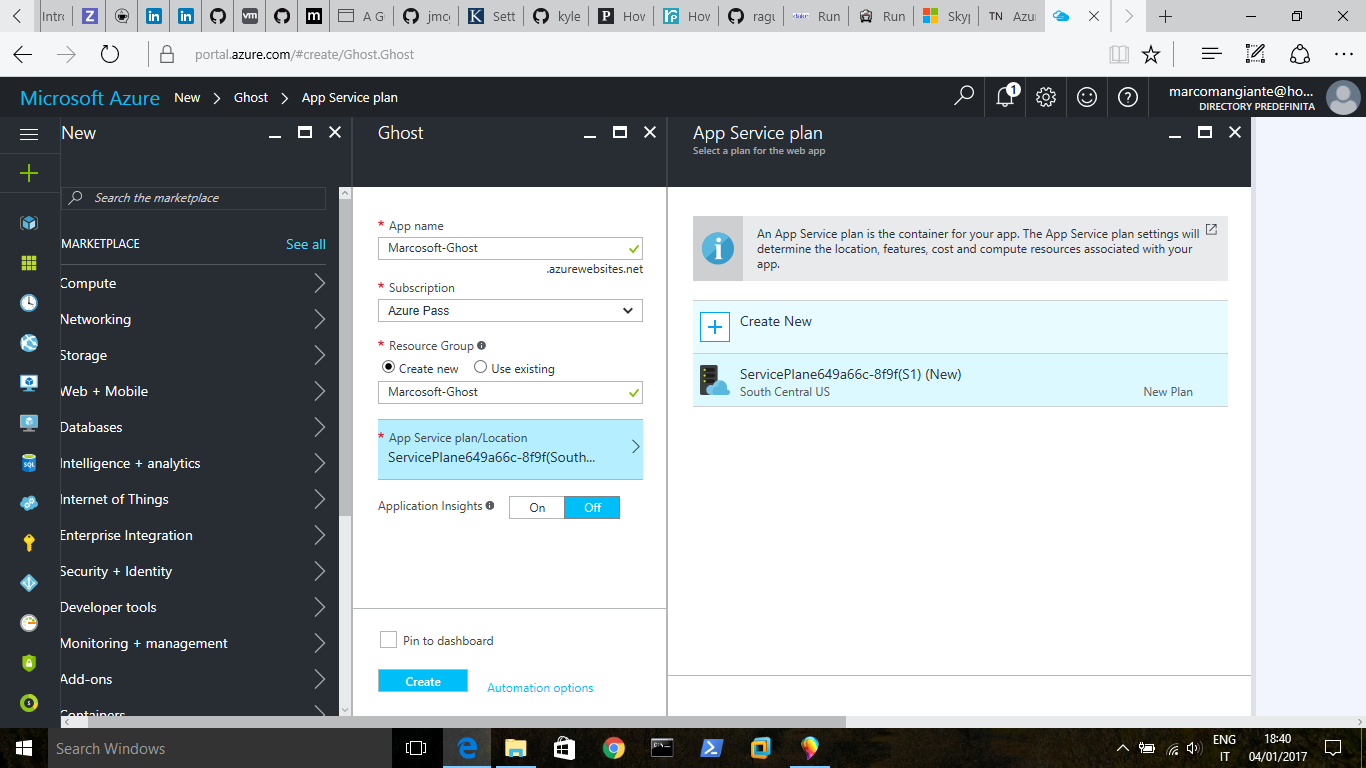 Intro
A G
jmc
Sett
kyle
Hov
Hov
ragu
Run
Run
Skyp
TN Azu
portal.azure.com/#create/Ghost.Ghost
Microsoft Azure New Ghost App Service plan
1
marcomangiante@ho...
DIRECTORY PREDEFINITA
New
Search the marketplace
MARKETPLACE See all
Compute
Networking
Storage
Web + Mobile
Databases
Intelligence + analytics
Internet of Things
Enterprise Integration
Security + Identity
Developer tools
Monitoring + management
Add-ons
Containers
Ghost
* App name
Marcosoft-Ghost
.azurewebsites.net
* Subscription
Azure Pass
* Resource Group
Create new Use existing
Marcosoft-Ghost
* App Service plan/Location
ServicePlane649a66c-8f9f(South...
Application Insights On Off
Pin to dashboard
Create Automation options
App Service plan
Select a plan for the web app
An App Service plan is the container for your app. The App Service plan settings will
determine the location, features, cost and compute resources associated with your
app.
Create New
ServicePlane649a66c-8f9f(S1) (New)
South Central US New Plan
Search Windows
ENG
IT
18:40
04/01/2017